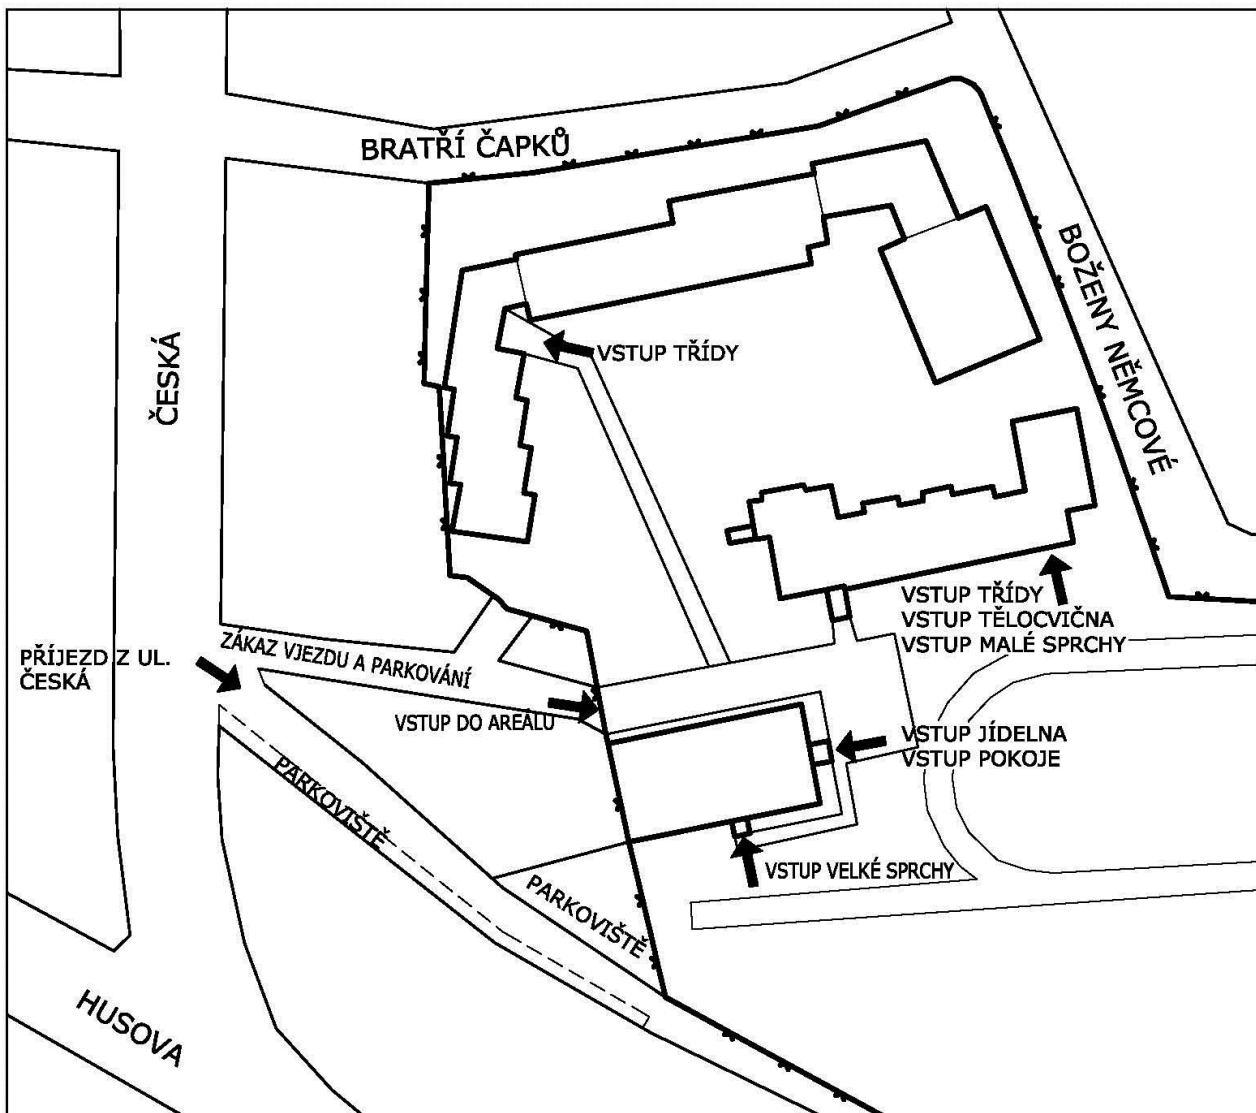 BRATŘÍ ČAPKŮ
BOŽENY NĚMCOVÉ
ČESKÁ
VSTUP TŘÍDY
VSTUP TŘÍDY
VSTUP TĚLOCVIČNA
VSTUP MALÉ SPRCHY
ZÁKAZ VJEZDU A PARKOVÁNÍ
PŘÍJEZD Z UL.
ČESKÁ
VSTUP DO AREÁLU
VSTUP JÍDELNA
VSTUP POKOJE
PARKOVIŠTĚ
VSTUP VELKÉ SPRCHY
PARKOVIŠTĚ
HUSOVA